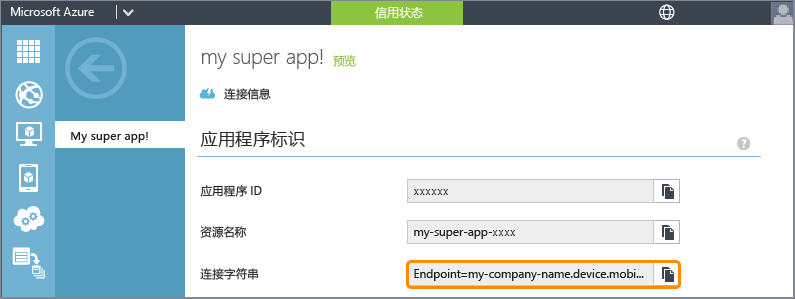 Microsoft Azure
信用状态
my super app! 预览
连接信息
My super app!
应用程序标识
?
应用程序 ID xxxxxx
资源名称 my-super-app-xxxx
连接字符串 Endpoint=my-company-name.device.mobi...